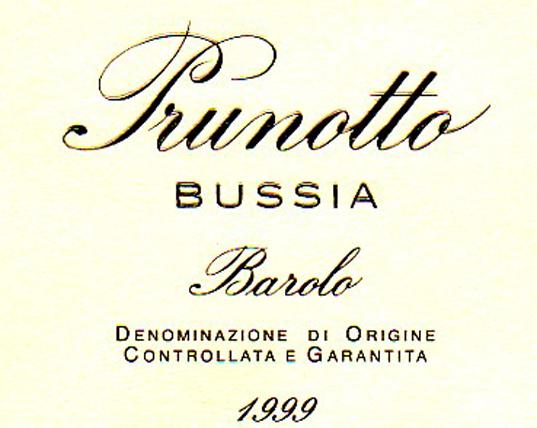 Prunotto
BUSSIA
Barolo
DENOMINAZIONE DI ORIGINE
CONTROLLATA E GARANTITA
1999